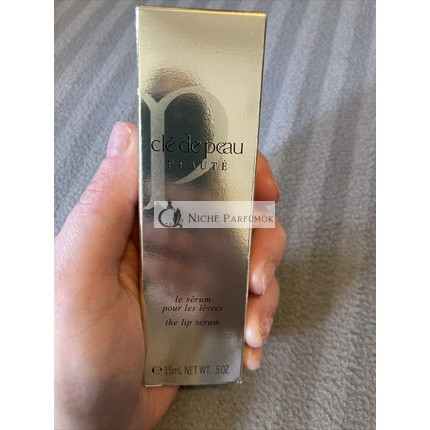 clé de peau
BEAUTÉ
NICHE PARFÜMÖK
le sérum
pour les lèvres
the lip serum
℮ 15mL NET WT. .5 OZ.